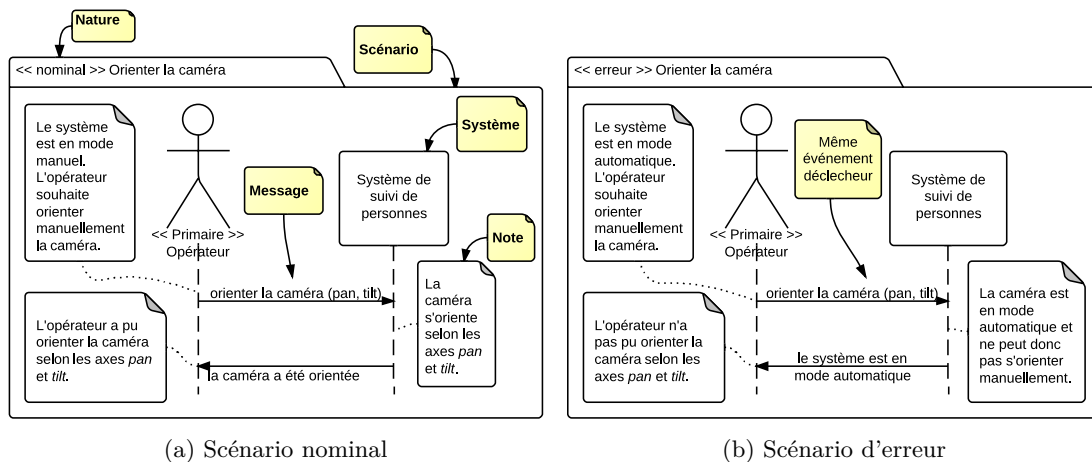 Nature
Scénario
<< nominal >> Orienter la caméra
Le système
est en mode
manuel.
L'opérateur
souhaite
orienter
manuellement
la caméra.
Système
Message
Système de
suivi de
personnes
<< Primaire >>
Opérateur
Note
orienter la caméra (pan, tilt)
La
caméra
s'oriente
selon les
axes pan
et tilt.
L'opérateur a pu
orienter la caméra
selon les axes pan
et tilt.
la caméra a été orientée
(a) Scénario nominal
<< erreur >> Orienter la caméra
Le système
est en mode
automatique.
L'opérateur
souhaite
orienter
manuellement
la caméra.
Même
événement
déclecheur
Système de
suivi de
personnes
<< Primaire >>
Opérateur
orienter la caméra (pan, tilt)
La caméra est
en mode
automatique et
ne peut donc
pas s'orienter
manuellement.
L'opérateur n'a
pas pu orienter la
caméra selon les
axes pan et tilt.
le système est en
mode automatique
(b) Scénario d'erreur